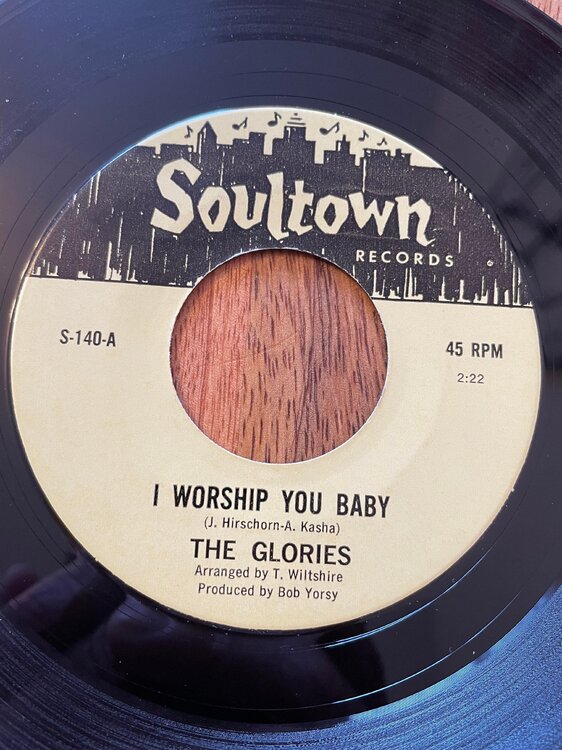 Soultown
RECORDS
S-140-A
45 RPM
2:22
I WORSHIP YOU BABY
(J. Hirschorn-A. Kasha)
THE GLORIES
Arranged by T. Wiltshire
Produced by Bob Yorsy